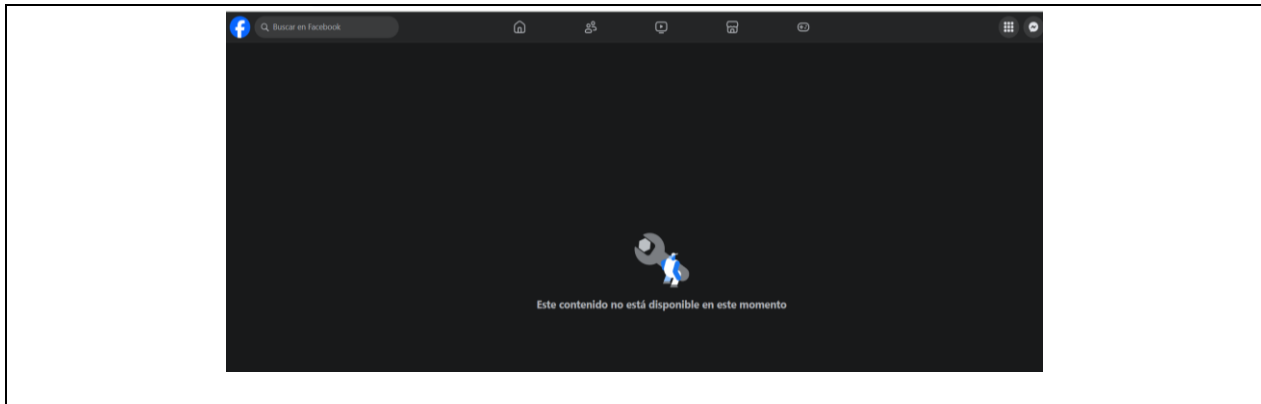 Buscar en Facebook
Este contenido no está disponible en este momento